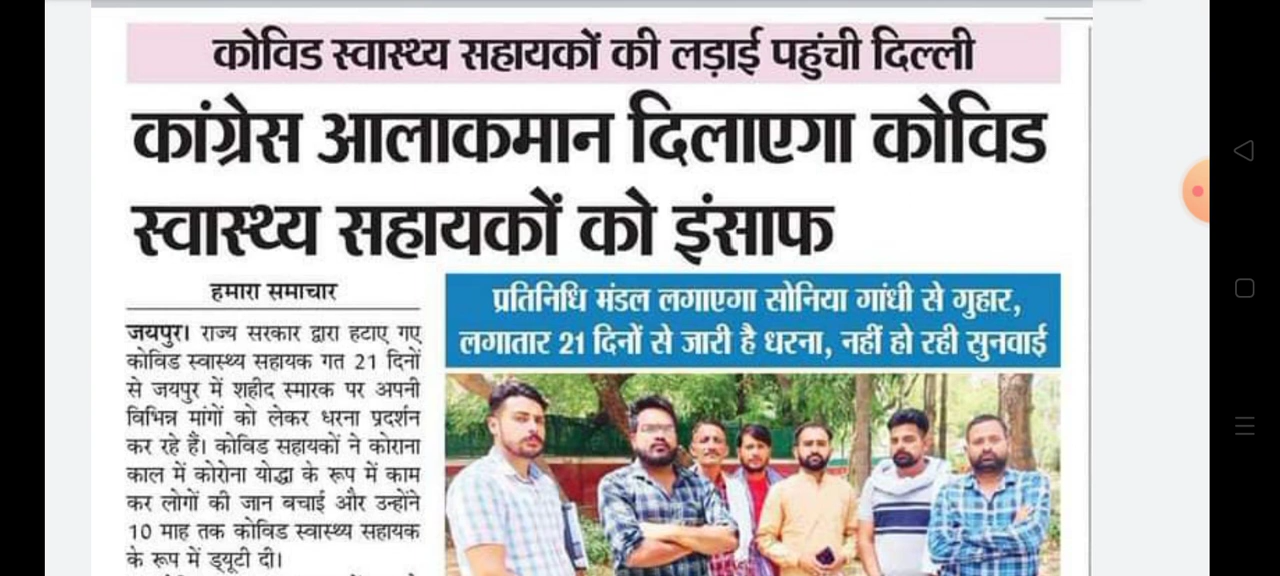 कोविड स्वास्थ्य सहायकों की लड़ाई पहुंची दिल्ली
कांग्रेस आलाकमान दिलाएगा कोविड
स्वास्थ्य सहायकों को इंसाफ
हमारा समाचार
जयपुर। राज्य सरकार द्वारा हटाए गए
कोविड स्वास्थ्य सहायक गत 21 दिनों
से जयपुर में शहीद स्मारक पर अपनी
विभिन्न मांगों को लेकर धरना प्रदर्शन
कर रहे हैं। कोविड सहायकों ने कोराना
काल में कोरोना योद्धा के रूप में काम
कर लोगों की जान बचाई और उन्होंने
10 माह तक कोविड स्वास्थ्य सहायक
के रूप में ड्यूटी दी।
प्रतिनिधि मंडल लगाएगा सोनिया गांधी से गुहार,
लगातार 21 दिनों से जारी है धरना, नहीं हो रही सुनवाई